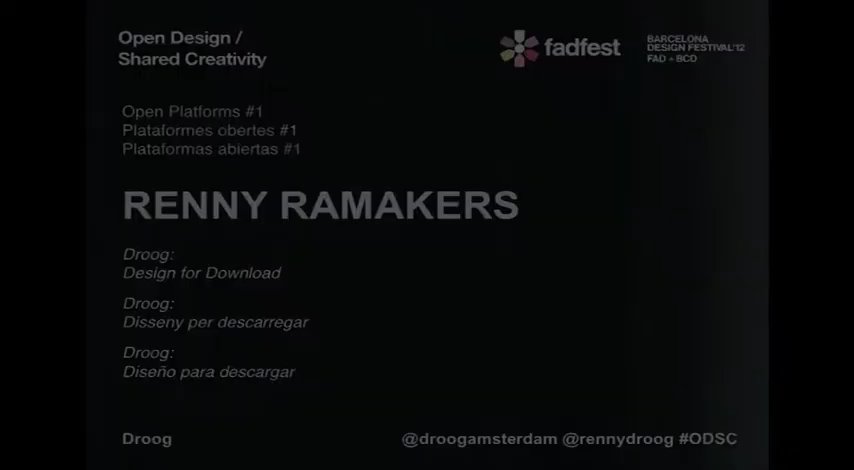 Open Design /
Shared Creativity
fadfest
BARCELONA
DESIGN FESTIVAL'12
FAD + BCD
Open Platforms #1
Plataformes obertes #1
Plataformas abiertas #1
RENNY RAMAKERS
Droog:
Design for Download
Droog:
Disseny per descarregar
Droog:
Diseño para descargar
Droog
@droogamsterdam @rennydroog #ODSC